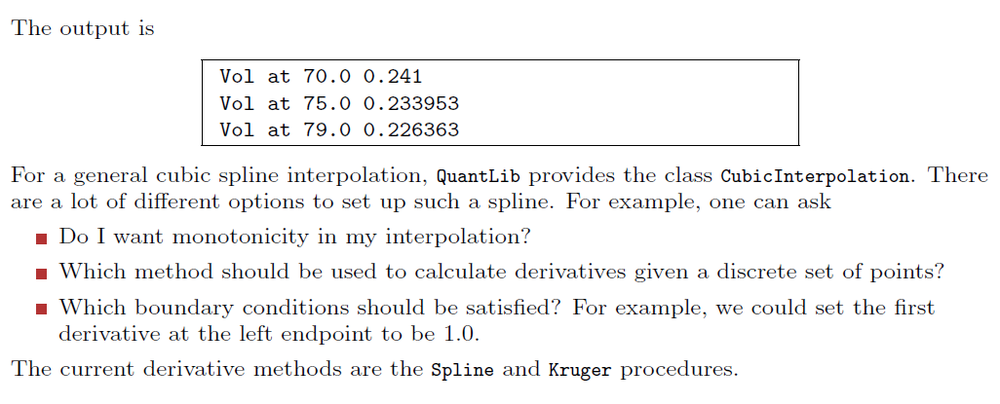 The output is
Vol at 70.0 0.241
Vol at 75.0 0.233953
Vol at 79.0 0.226363
For a general cubic spline interpolation, QuantLib provides the class CubicInterpolation. There
are a lot of different options to set up such a spline. For example, one can ask
Do I want monotonicity in my interpolation?
Which method should be used to calculate derivatives given a discrete set of points?
Which boundary conditions should be satisfied? For example, we could set the first
derivative at the left endpoint to be 1.0.
The current derivative methods are the Spline and Kruger procedures.